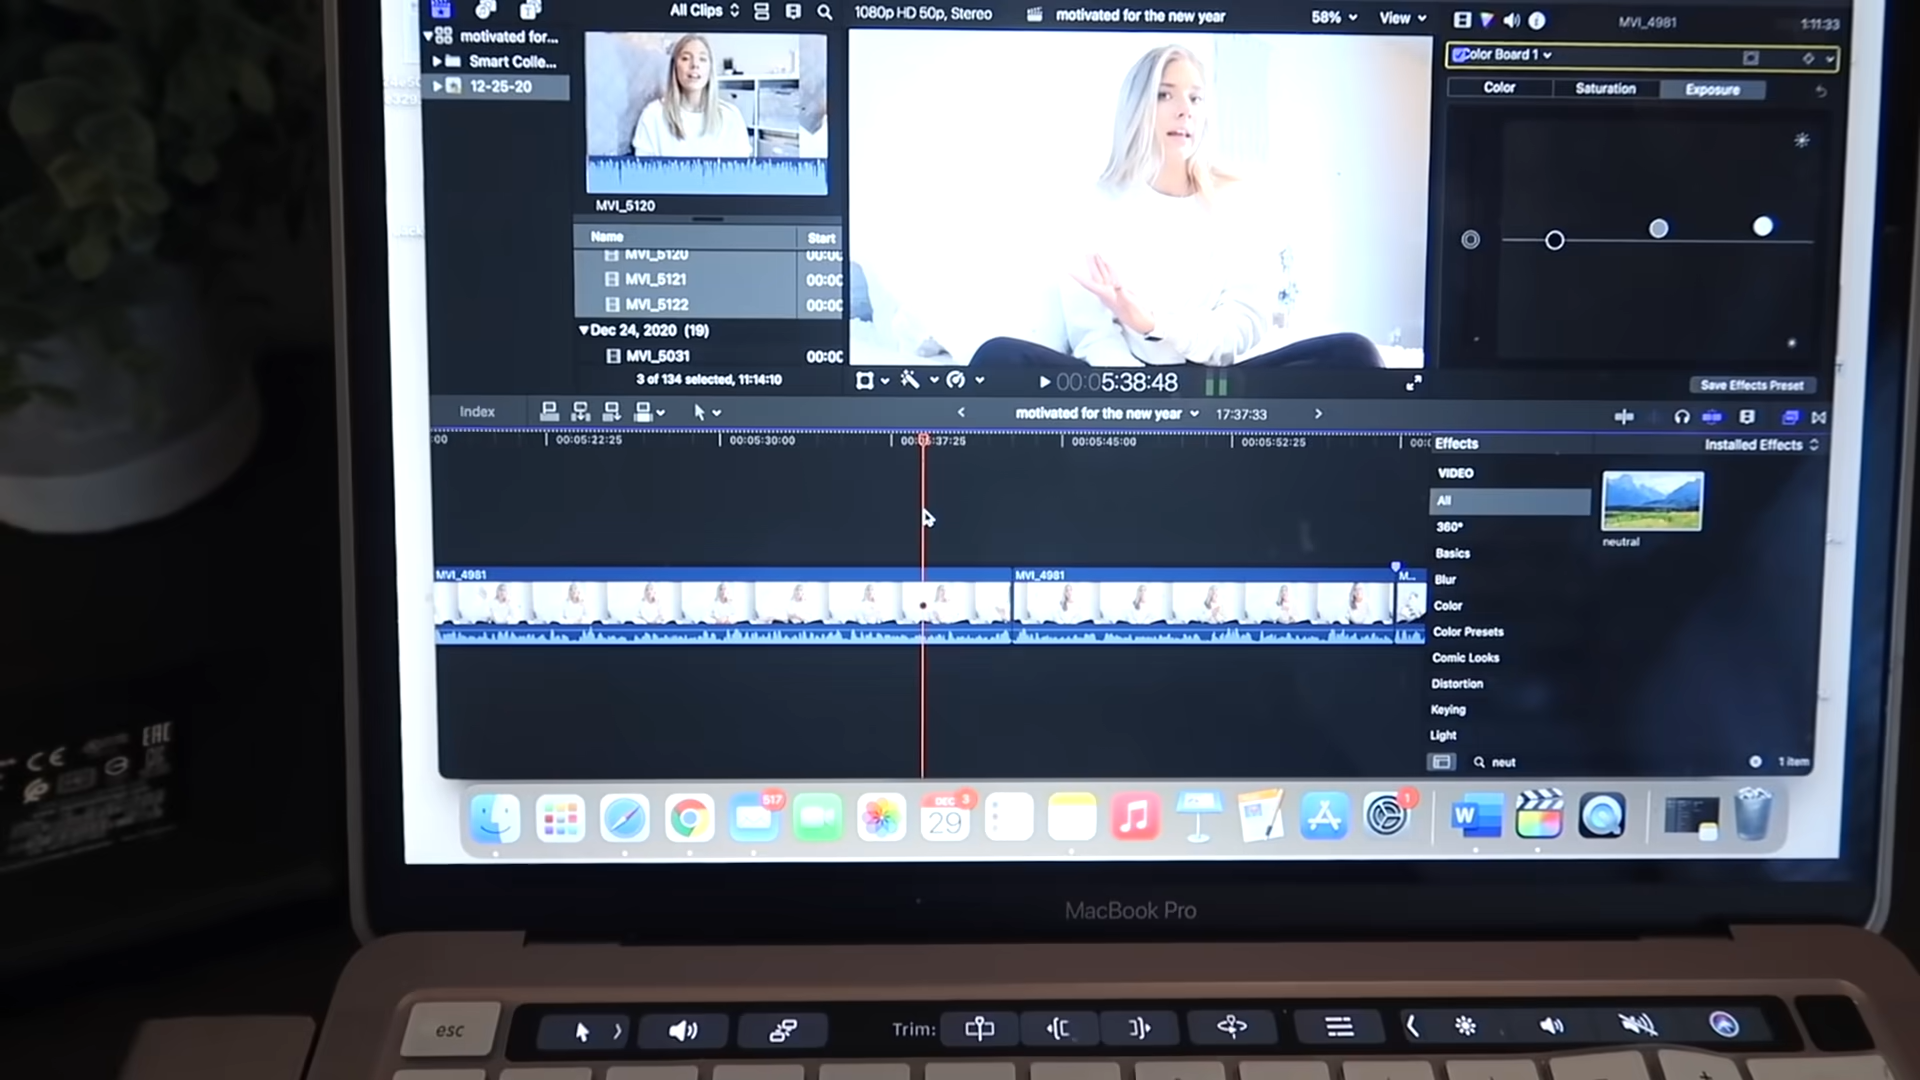 All Clips
1080p HD 50p, Stereo
motivated for the new year
58%
View
MVI_4981
1:11:33
motivated for...
Smart Colle...
12-25-20
MVI_5120
Name
Start
MVI_5120
00:00
MVI_5121
00:00
MVI_5122
00:00
Dec 24, 2020 (19)
MVI_5031
00:00
3 of 134 selected, 11:14:10
00:05:38:48
Color Board 1
Color
Saturation
Exposure
Save Effects Preset
Index
motivated for the new year
17:37:33
:00
00:05:22:25
00:05:30:00
00:05:37:25
00:05:45:00
00:05:52:25
MVI_4981
MVI_4981
M...
Effects
Installed Effects
VIDEO
All
360°
Basics
Blur
Color
Color Presets
Comic Looks
Distortion
Keying
Light
neutral
neut
1 item
517
DEC
3
29
1
W
MacBook Pro
CE
EAC
esc
Trim: